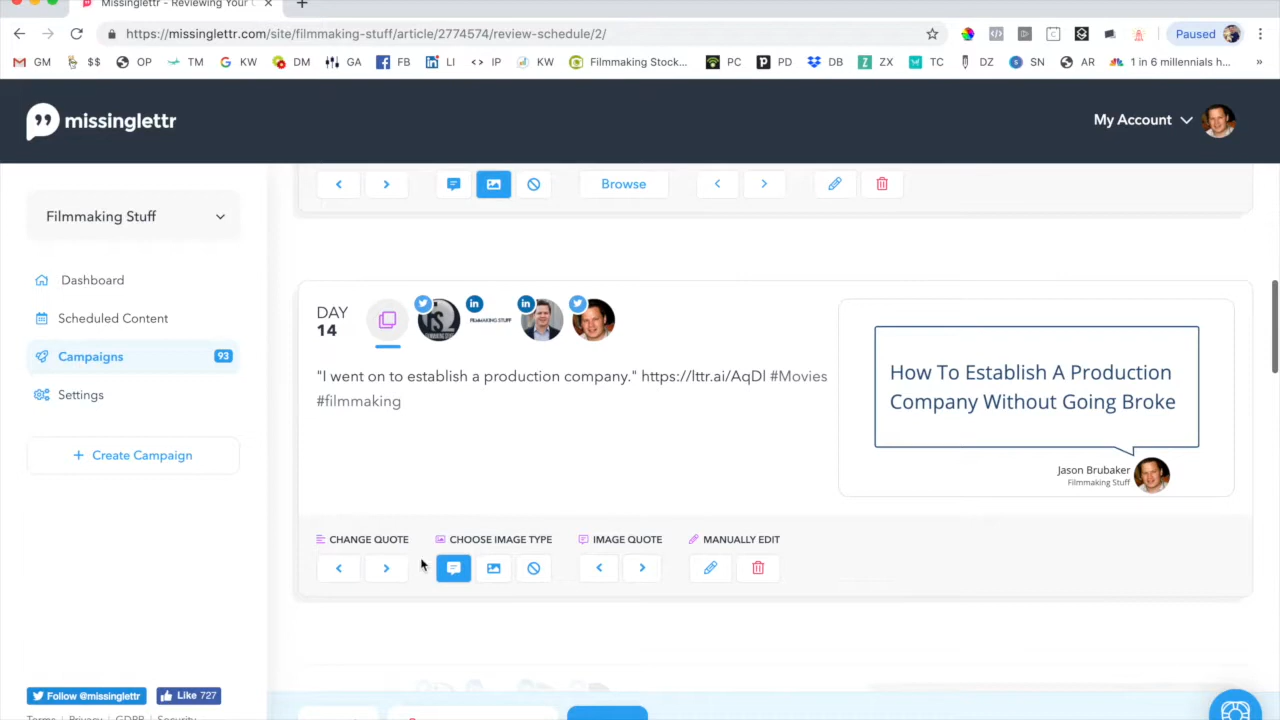 Missinglettr - Reviewing Your
https://missinglettr.com/site/filmmaking-stuff/article/2774574/review-schedule/2/
Paused
GM $$ OP TM KW DM GA FB LI IP KW Filmmaking Stock... PC PD DB ZX TC DZ SN AR 1 in 6 millennials h... »
missinglettr
My Account
Filmmaking Stuff
Dashboard
Scheduled Content
Campaigns 93
Settings
+ Create Campaign
Follow @missinglettr Like 727
Terms Privacy GDPR Security
Browse
DAY
14
"I went on to establish a production company." https://lttr.ai/AqDl #Movies
#filmmaking
How To Establish A Production
Company Without Going Broke
Jason Brubaker
Filmmaking Stuff
CHANGE QUOTE CHOOSE IMAGE TYPE IMAGE QUOTE MANUALLY EDIT